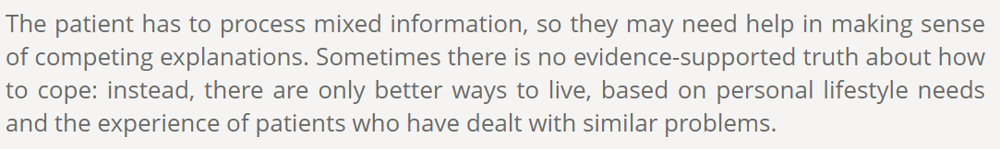 The patient has to process mixed information, so they may need help in making sense
of competing explanations. Sometimes there is no evidence-supported truth about how
to cope: instead, there are only better ways to live, based on personal lifestyle needs
and the experience of patients who have dealt with similar problems.